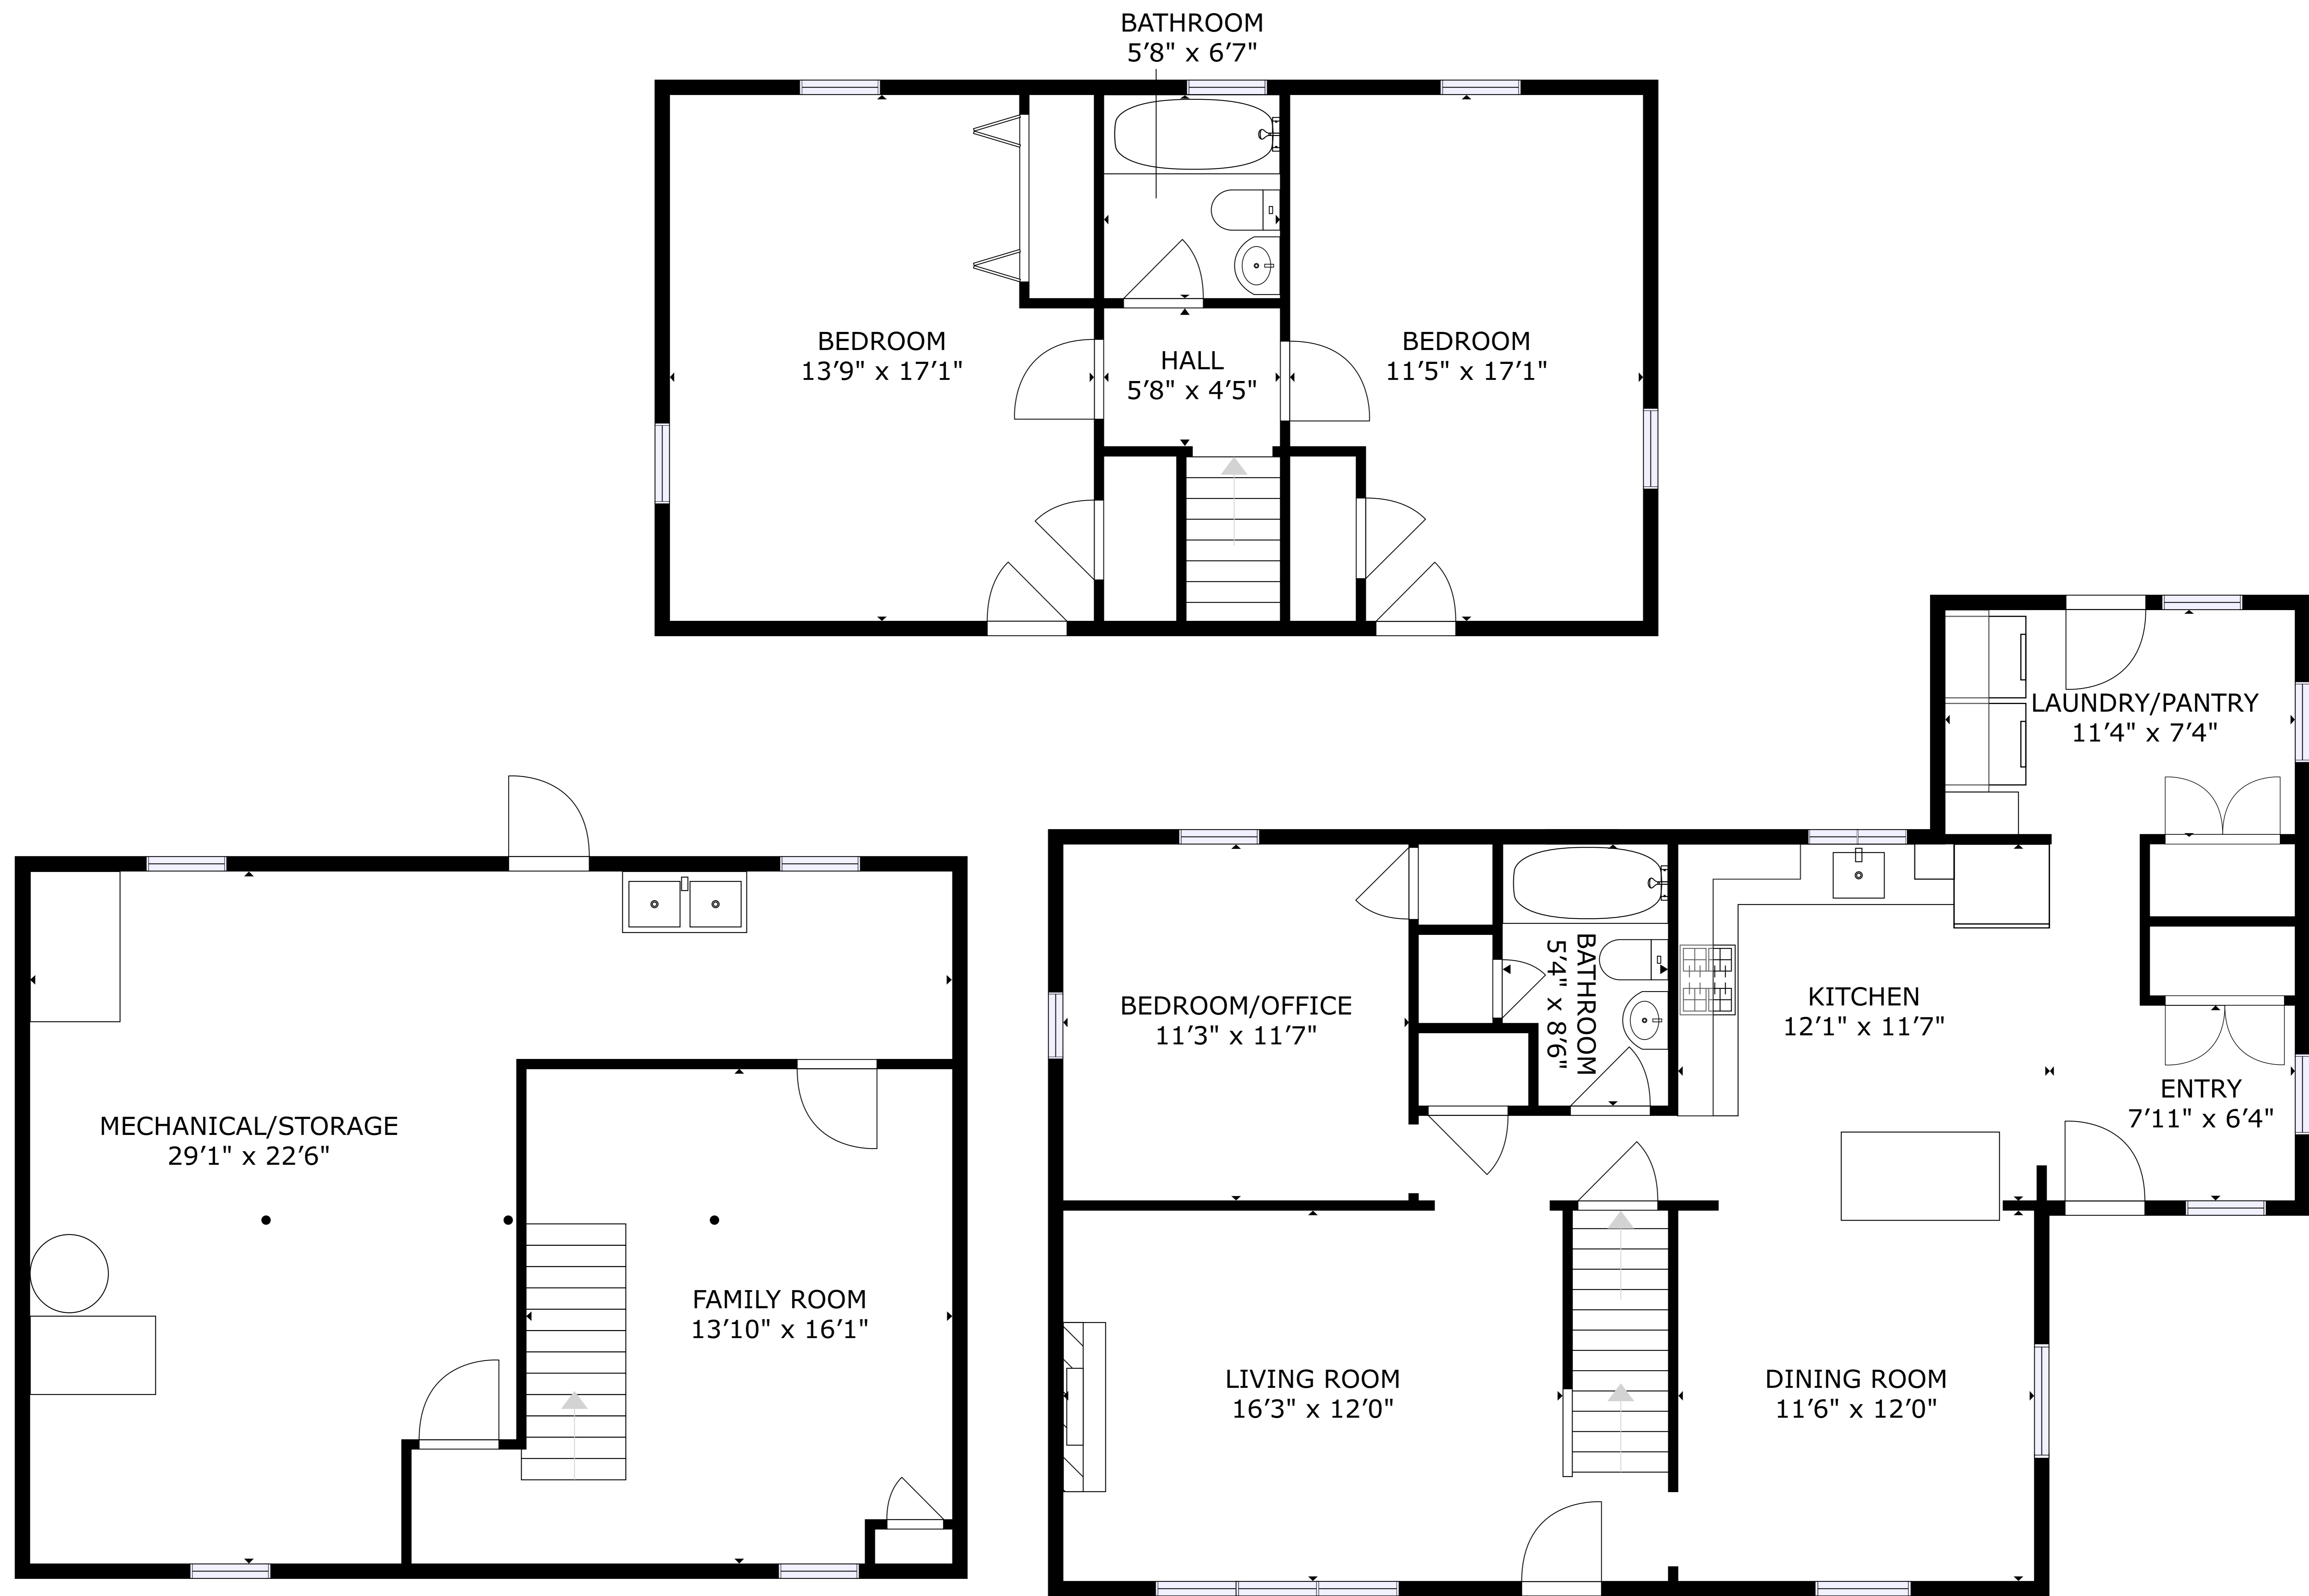 BATHROOM
5'8" x 6'7"
BEDROOM
13'9" x 17'1"
HALL
5'8" x 4'5"
BEDROOM
11'5" x 17'1"
LAUNDRY/PANTRY
11'4" x 7'4"
MECHANICAL/STORAGE
29'1" x 22'6"
FAMILY ROOM
13'10" x 16'1"
BEDROOM/OFFICE
11'3" x 11'7"
BATHROOM
5'4" x 8'6"
KITCHEN
12'1" x 11'7"
ENTRY
7'11" x 6'4"
LIVING ROOM
16'3" x 12'0"
DINING ROOM
11'6" x 12'0"